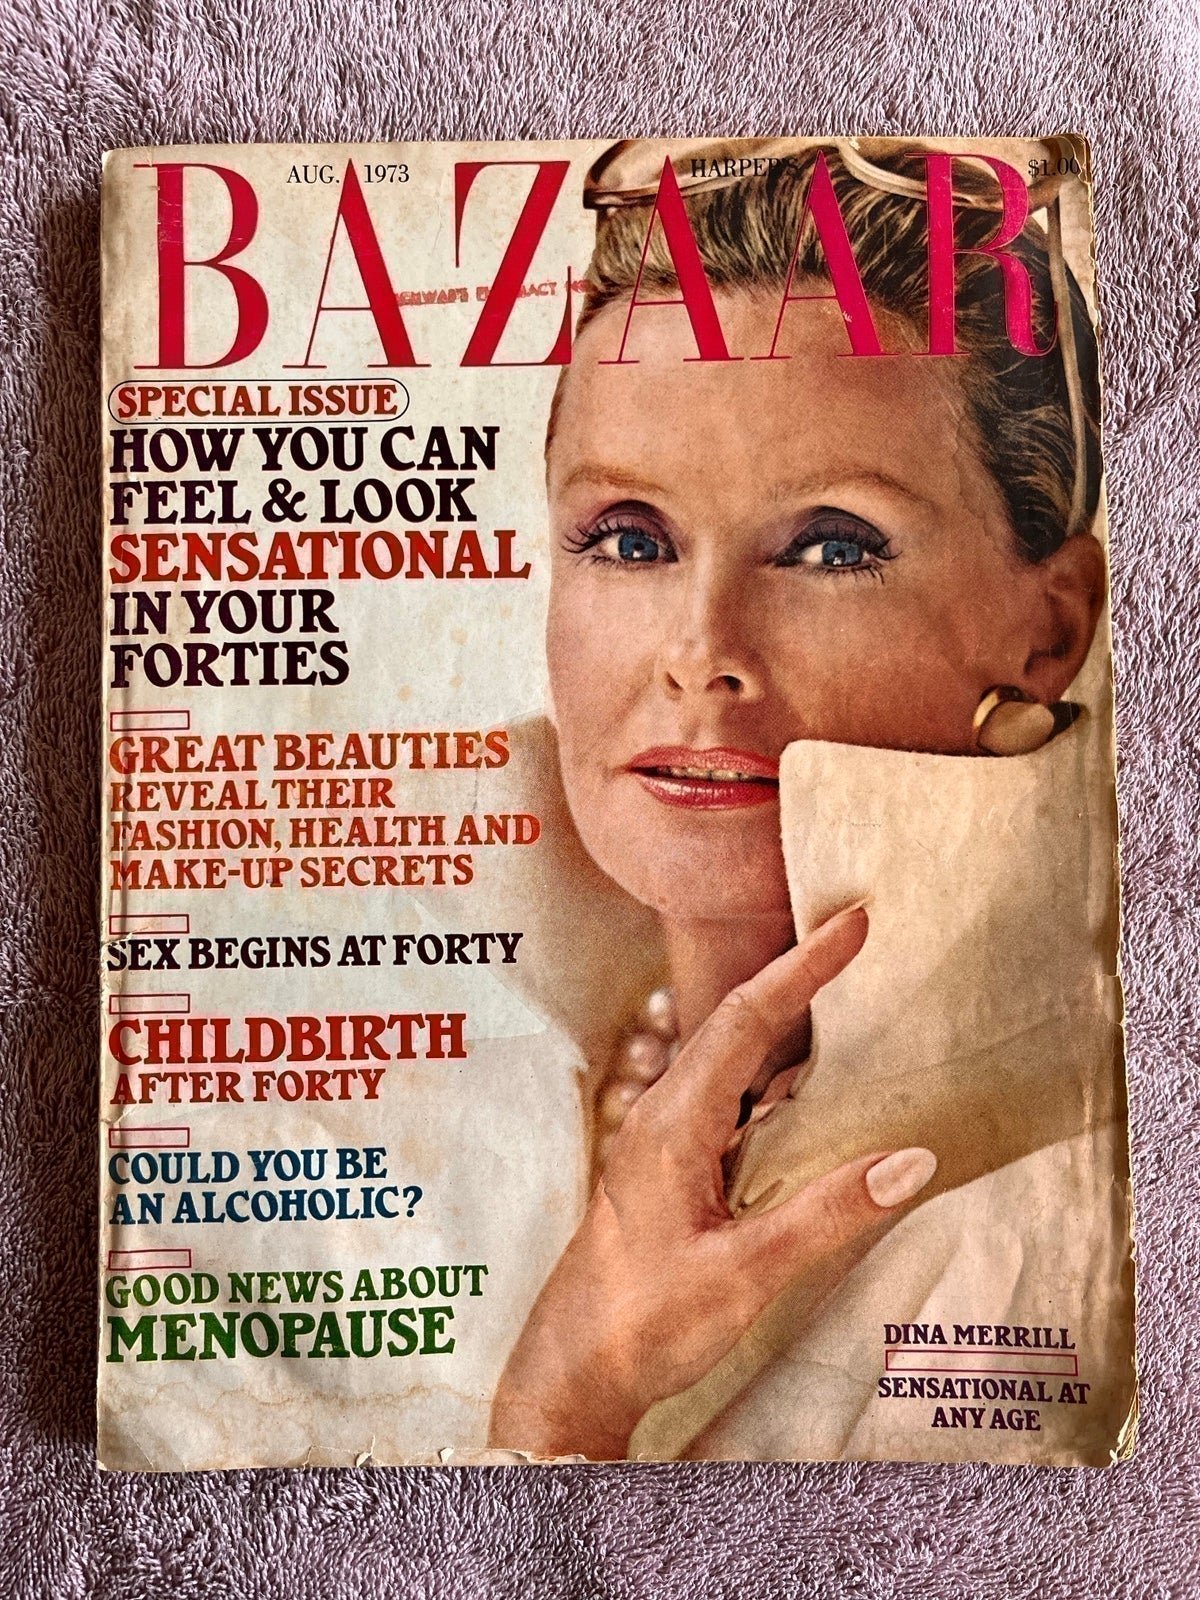 AUG. 1973 HARPER'S $1.00
BAZAAR
SPECIAL ISSUE
HOW YOU CAN
FEEL & LOOK
SENSATIONAL
IN YOUR
FORTIES
GREAT BEAUTIES
REVEAL THEIR
FASHION, HEALTH AND
MAKE-UP SECRETS
SEX BEGINS AT FORTY
CHILDBIRTH
AFTER FORTY
COULD YOU BE
AN ALCOHOLIC?
GOOD NEWS ABOUT
MENOPAUSE
DINA MERRILL
SENSATIONAL AT
ANY AGE